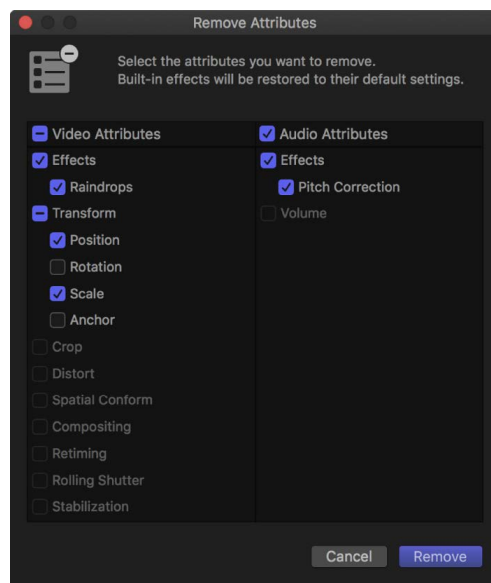 Remove Attributes
Select the attributes you want to remove.
Built-in effects will be restored to their default settings.
Video Attributes
Effects
Raindrops
Transform
Position
Rotation
Scale
Anchor
Crop
Distort
Spatial Conform
Compositing
Retiming
Rolling Shutter
Stabilization
Audio Attributes
Effects
Pitch Correction
Volume
Cancel
Remove